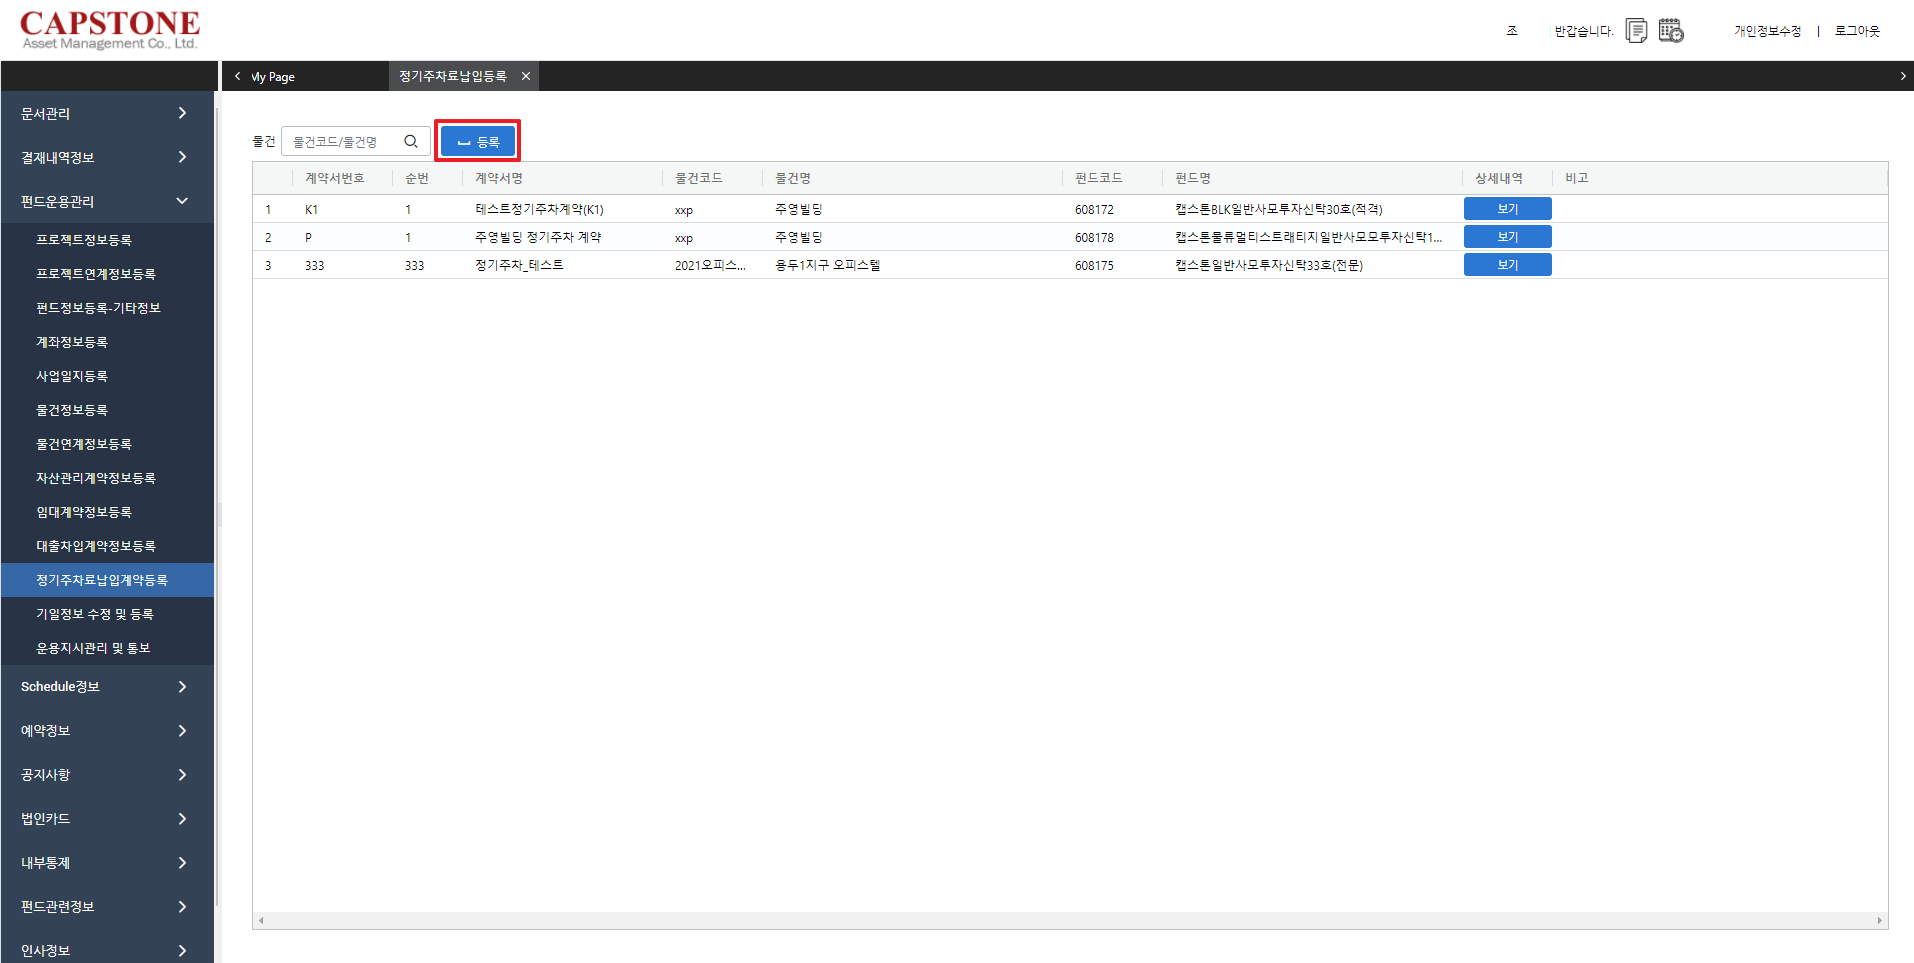 CAPSTONE
Asset Management Co., Ltd.
조 반갑습니다. 개인정보수정 | 로그아웃
My Page 정기주차료납입등록
문서관리
결재내역정보
펀드운용관리
프로젝트정보등록
프로젝트연계정보등록
펀드정보등록-기타정보
계좌정보등록
사업일지등록
물건정보등록
물건연계정보등록
자산관리계약정보등록
임대계약정보등록
대출차입계약정보등록
정기주차료납입계약등록
기일정보 수정 및 등록
운용지시관리 및 통보
Schedule정보
예약정보
공지사항
법인카드
내부통제
펀드관련정보
인사정보
물건 물건코드/물건명 등록
계약서번호 순번 계약서명 물건코드 물건명 펀드코드 펀드명 상세내역 비고
1 K1 1 테스트정기주차계약(K1) xxp 주영빌딩 608172 캡스톤BLK일반사모투자신탁30호(적격) 보기
2 P 1 주영빌딩 정기주차 계약 xxp 주영빌딩 608178 캡스톤물류멀티스트래티지일반사모모투자신탁1... 보기
3 333 333 정기주차_테스트 2021오피스... 용두1지구 오피스텔 608175 캡스톤일반사모투자신탁33호(전문) 보기